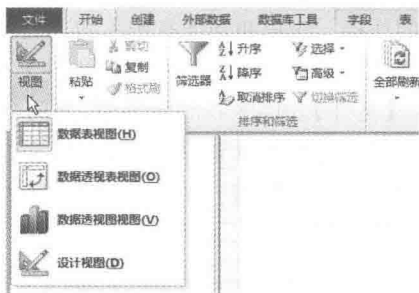 文件 开始 创建 外部数据 数据库工具 字段 表
视图 粘贴 剪切 复制 格式刷 筛选器 升序 降序 取消排序 选择 高级 切换筛选 全部刷新
排序和筛选
数据表视图(H)
数据透视表视图(O)
数据透视图视图(V)
设计视图(D)